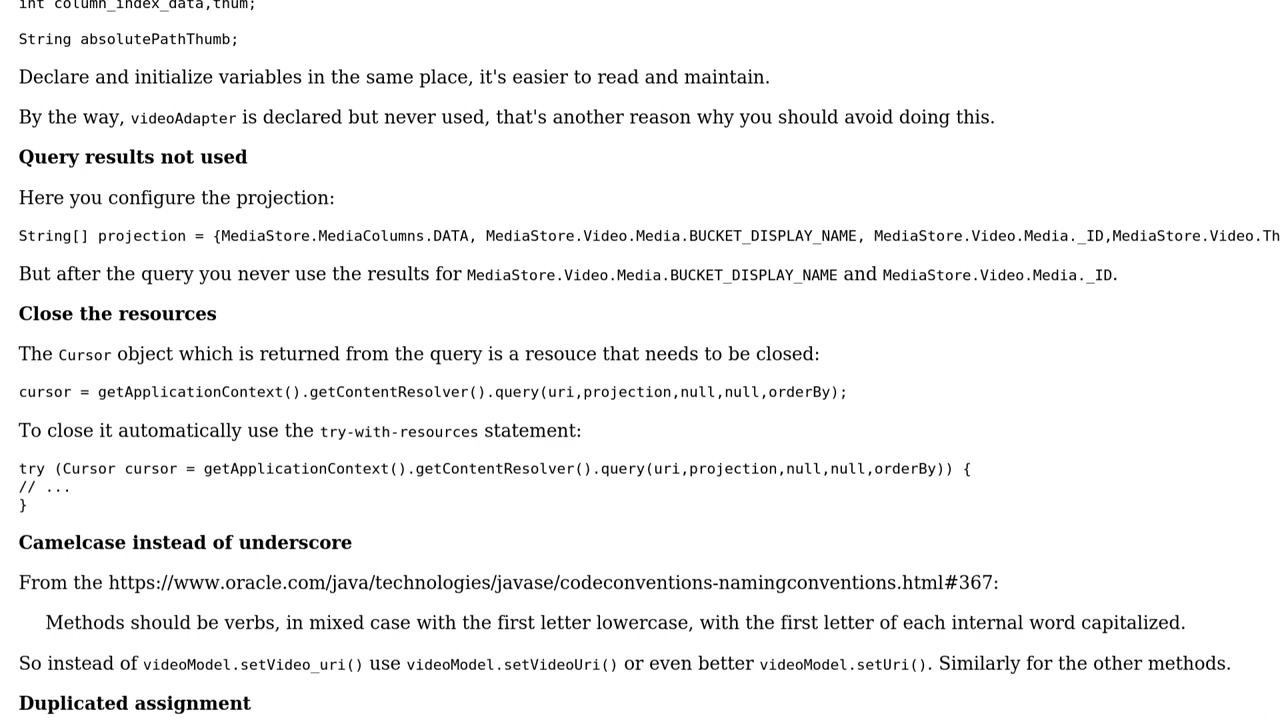 int column_index_data,thum;
String absolutePathThumb;
Declare and initialize variables in the same place, it's easier to read and maintain.
By the way, videoAdapter is declared but never used, that's another reason why you should avoid doing this.
Query results not used
Here you configure the projection:
String[] projection = {MediaStore.MediaColumns.DATA, MediaStore.Video.Media.BUCKET_DISPLAY_NAME, MediaStore.Video.Media._ID,MediaStore.Video.Th
But after the query you never use the results for MediaStore.Video.Media.BUCKET_DISPLAY_NAME and MediaStore.Video.Media._ID.
Close the resources
The Cursor object which is returned from the query is a resouce that needs to be closed:
cursor = getApplicationContext().getContentResolver().query(uri,projection,null,null,orderBy);
To close it automatically use the try-with-resources statement:
try (Cursor cursor = getApplicationContext().getContentResolver().query(uri,projection,null,null,orderBy)) {
// ...
}
Camelcase instead of underscore
From the https://www.oracle.com/java/technologies/javase/codeconventions-namingconventions.html#367:
Methods should be verbs, in mixed case with the first letter lowercase, with the first letter of each internal word capitalized.
So instead of videoModel.setVideo_uri() use videoModel.setVideoUri() or even better videoModel.setUri(). Similarly for the other methods.
Duplicated assignment